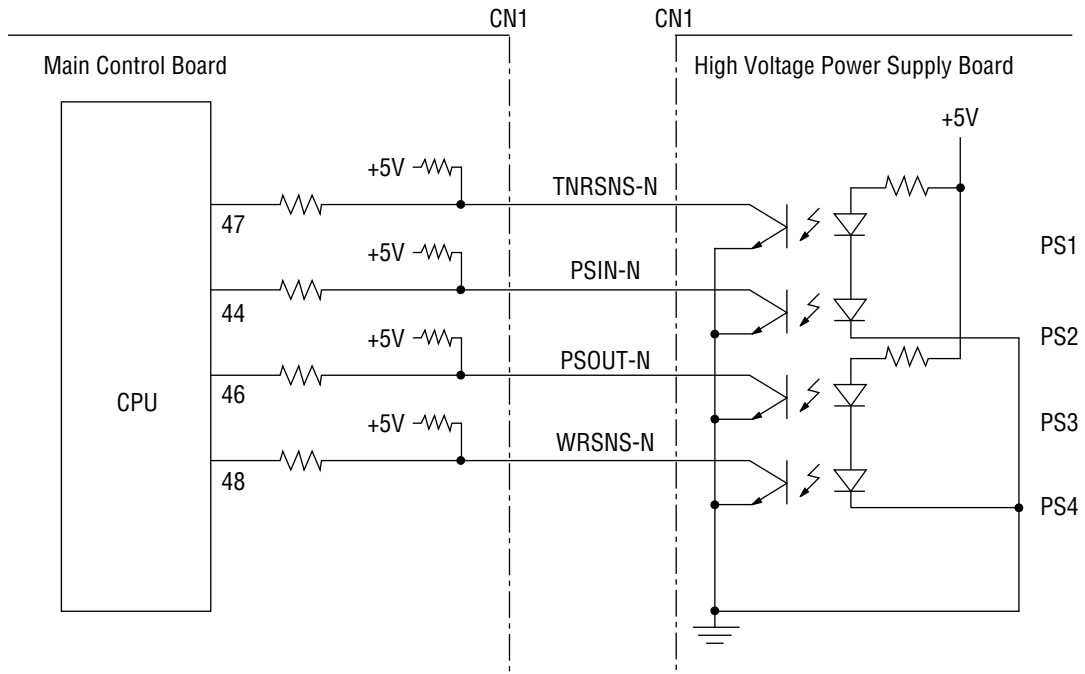 CN1
CN1
Main Control Board
High Voltage Power Supply Board
+5V
+5V
TNRSNS-N
47
PS1
+5V
PSIN-N
44
PS2
+5V
PSOUT-N
46
CPU
PS3
+5V
WRSNS-N
48
PS4